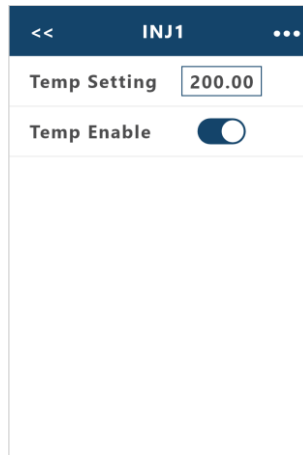 << INJ1 •••
Temp Setting 200.00
Temp Enable